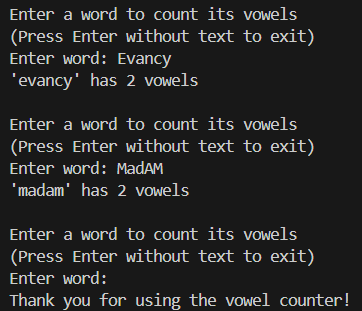 Enter a word to count its vowels
(Press Enter without text to exit)
Enter word: Evancy
'evancy' has 2 vowels
Enter a word to count its vowels
(Press Enter without text to exit)
Enter word: MadAM
'madam' has 2 vowels
Enter a word to count its vowels
(Press Enter without text to exit)
Enter word:
Thank you for using the vowel counter!